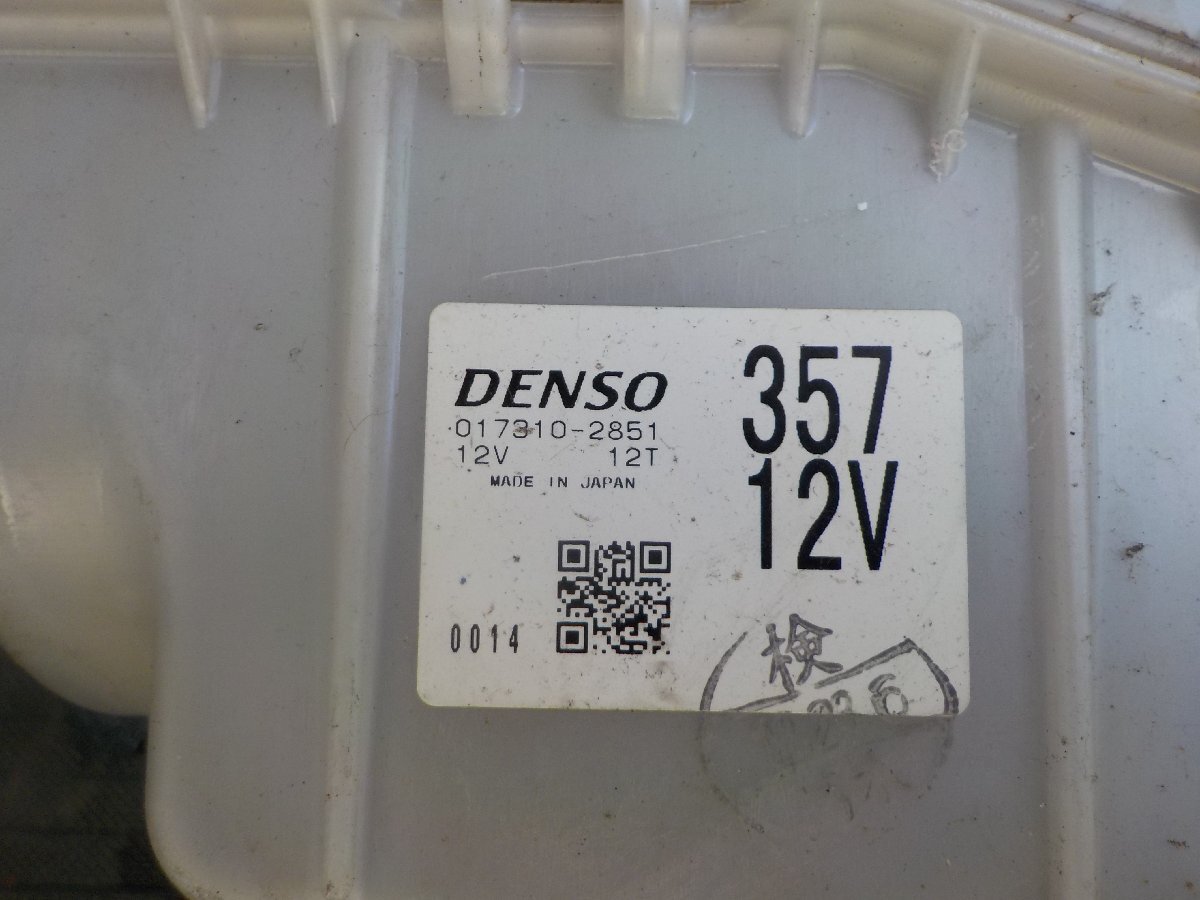 DENSO
017310-2851
12V 12T
MADE IN JAPAN
357
12V
0014
検